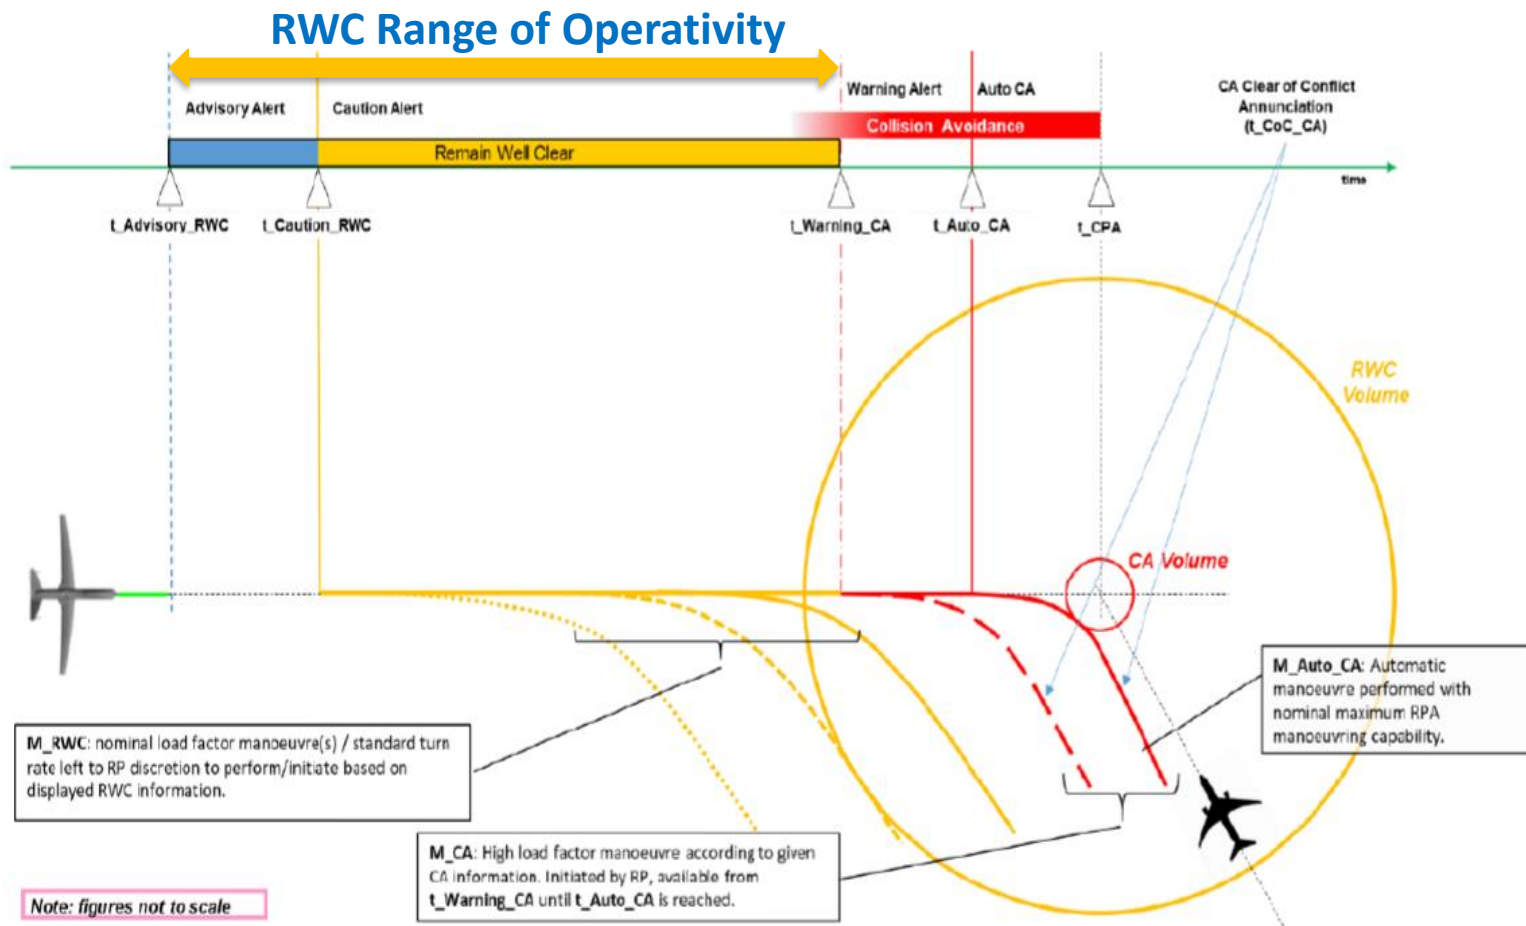 RWC Range of Operativity
Advisory Alert
Caution Alert
Warning Alert
Auto CA
CA Clear of Conflict
Annunciation
(t_CoC_CA)
Collision Avoidance
Remain Well Clear
time
t_Advisory_RWC
t_Caution_RWC
t_Warning_CA
t_Auto_CA
t_CPA
RWC
Volume
CA Volume
M_Auto_CA: Automatic
manoeuvre performed with
nominal maximum RPA
manoeuvring capability.
M_RWC: nominal load factor manoeuvre(s) / standard turn
rate left to RP discretion to perform/initiate based on
displayed RWC information.
M_CA: High load factor manoeuvre according to given
CA information. Initiated by RP, available from
t_Warning_CA until t_Auto_CA is reached.
Note: figures not to scale